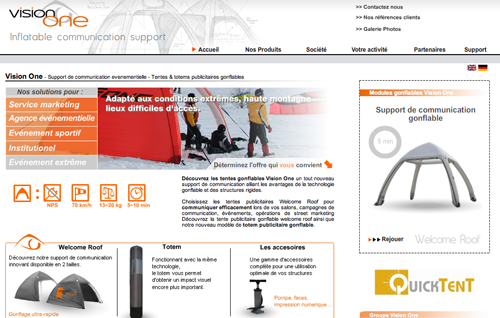 vision
one
Inflatable communication support
>> Contactez nous
>> Nos références clients
>> Galerie Photos
Accueil
Nos Produits
Société
Votre activité
Partenaires
Support
Vision One - Support de communication evenementielle - Tentes & totems publicitaires gonflables
Nos solutions pour :
Service marketing
Agence événementielle
Evénement sportif
Institutionel
Evénement extrême
Adapté aux conditions extrêmes, haute montagne
lieux difficiles d'accès.
Déterminez l'offre qui vous convient
NPS
70 km/h
13~20 kg
5~10 min
Découvrez les tentes gonflables Vision One un tout nouveau
support de communication alliant les avantages de la technologie
gonflable et des structures rigides.
Choisissez les tentes publicitaires Welcome Roof pour
communiquer efficacement lors de vos salons, campagnes de
communication, événements, opérations de street marketing
Découvrez la tente publicitaire gonflable welcome roof ainsi que
notre nouveau modèle de totem publicitaire gonflable.
Welcome Roof
Découvrez notre support de communication
innovant disponible en 2 tailles.
Gonflage ultra-rapide
Totem
Fonctionnant avec la même
technologie,
le totem vous permet
d'obtenir un impact visuel
encore plus important.
Les accesoires
Une gamme d'accessoires
complète pour une utilisation
optimale de vos structures.
Pompe, faces,
impression numerique...
Modules gonflables Vision One
Support de communication
gonflable
5 min
Rejouer
Welcome Roof
QUICKTENT
Groupe Vision One